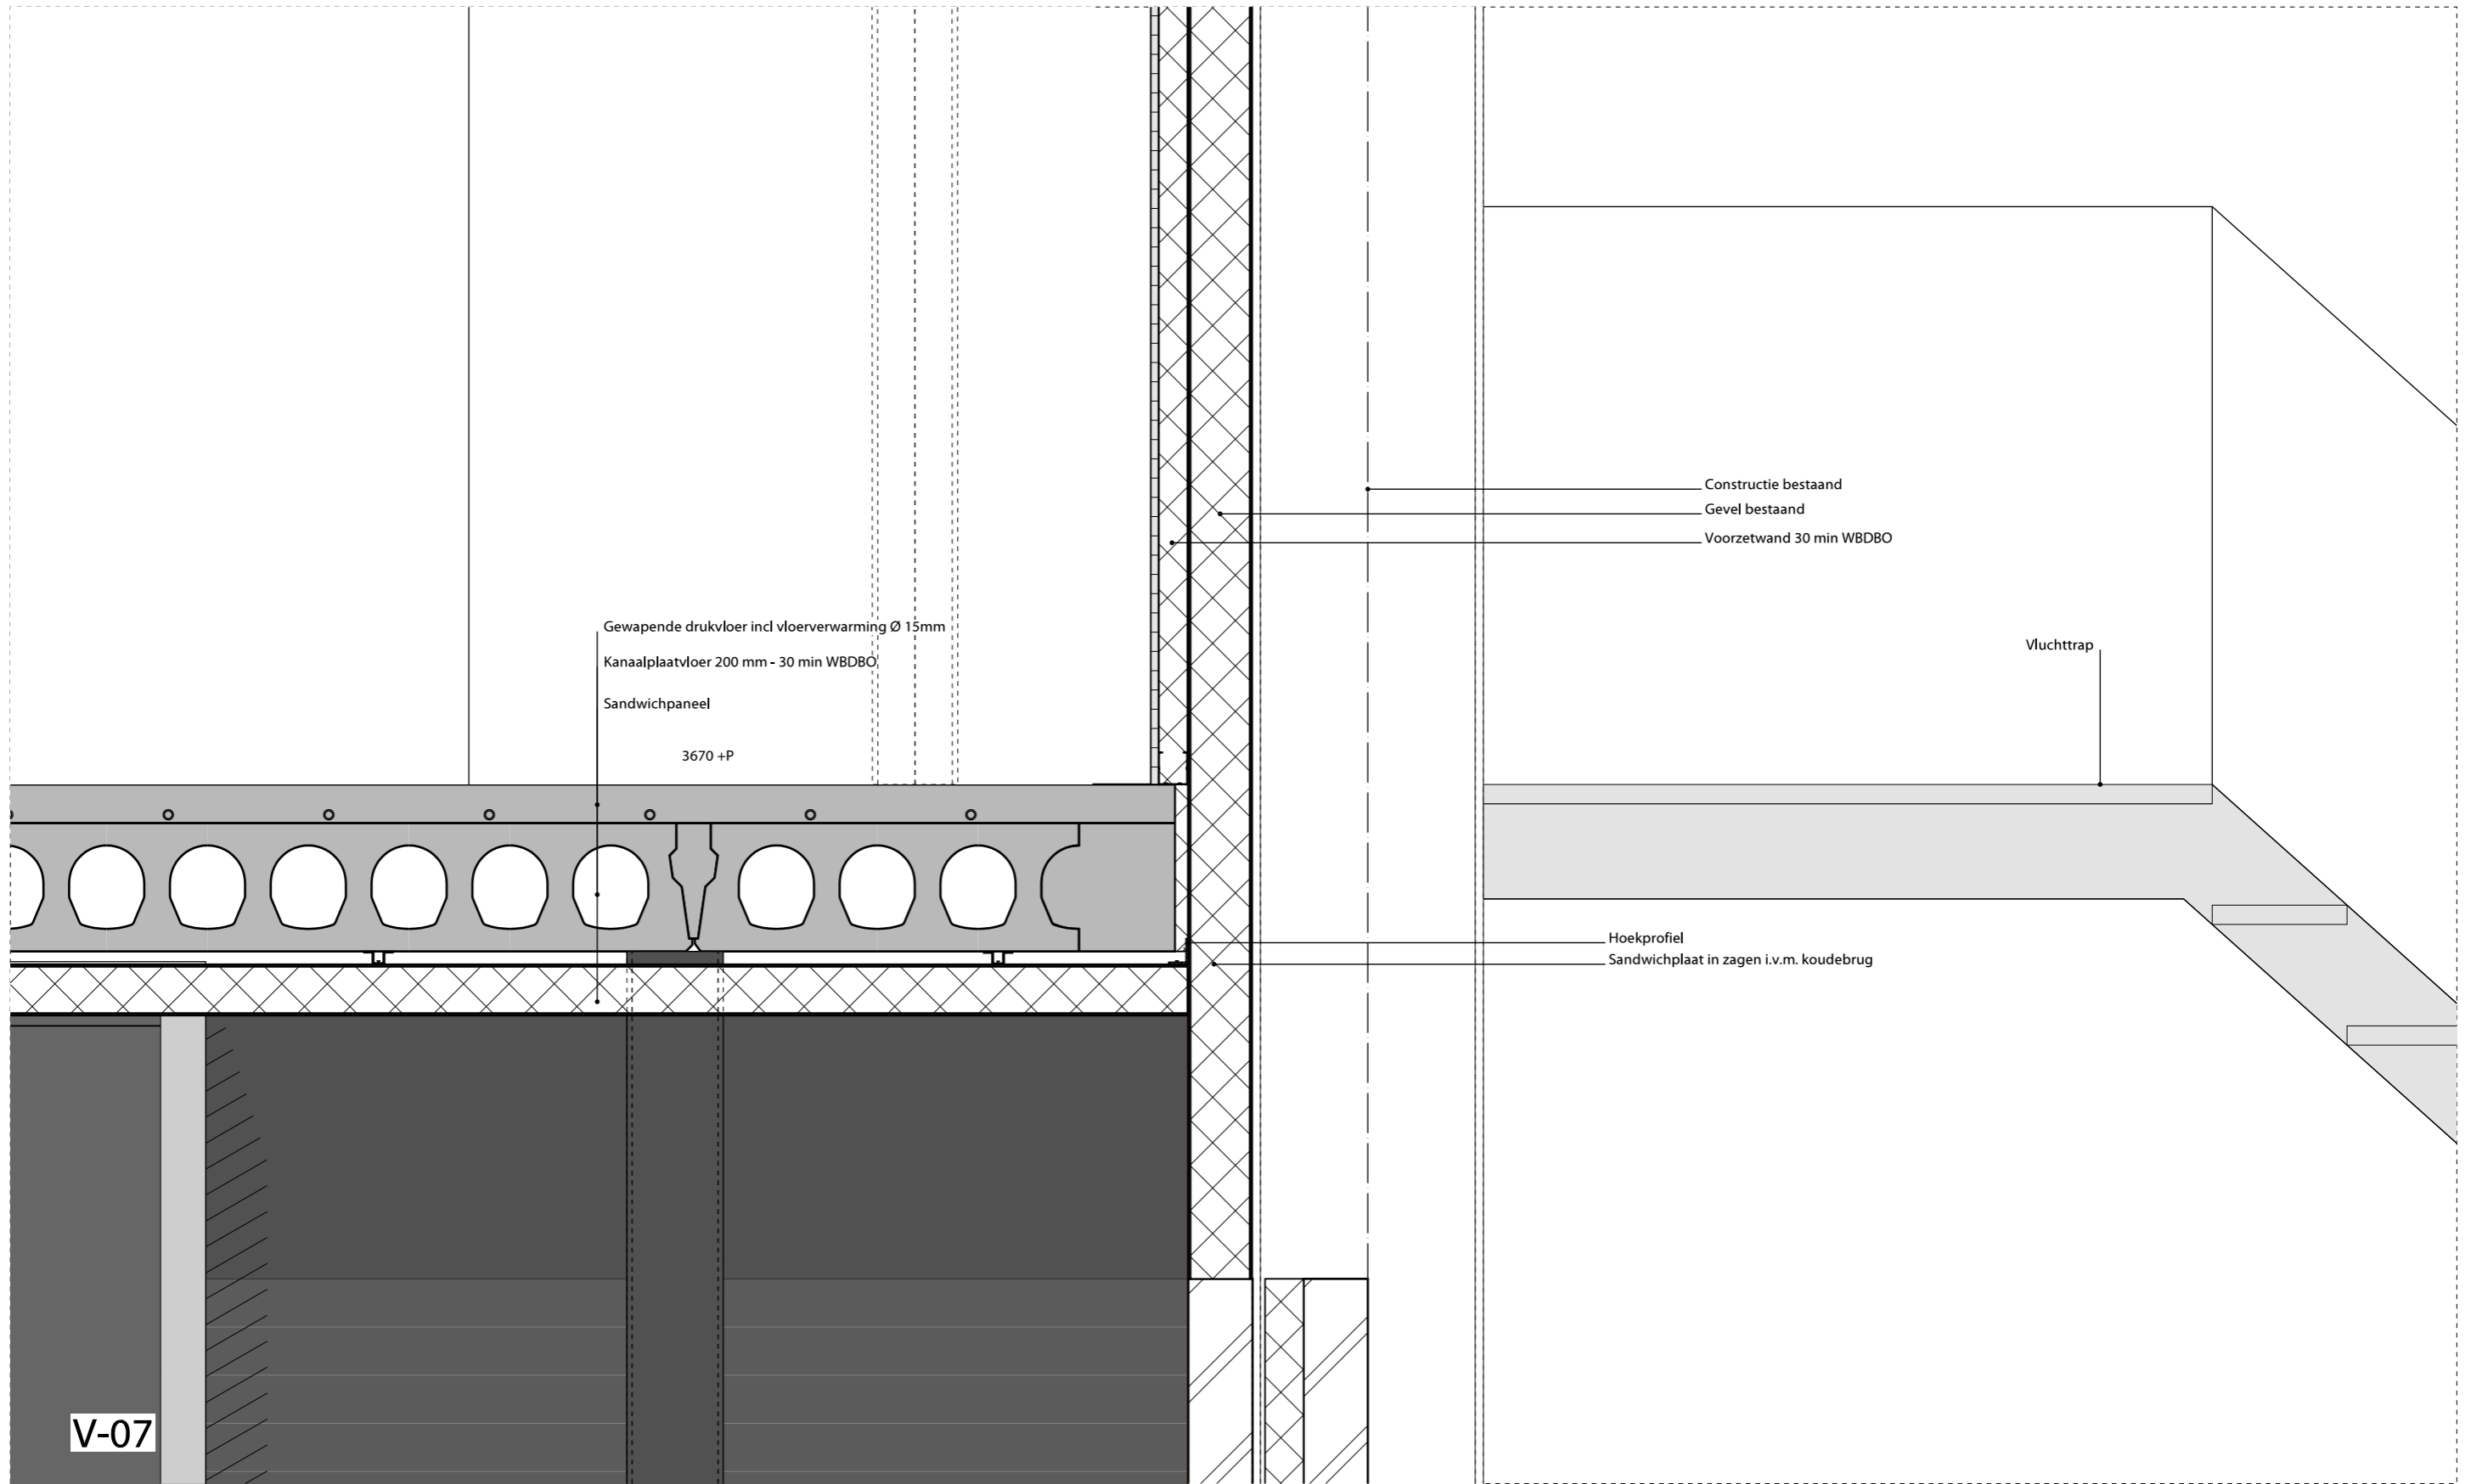 Constructie bestaand
Gevel bestaand
Voorzetwand 30 min WBDBO
Gewapende drukvloer incl vloerverwarming Ø 15mm
Kanaalplaatvloer 200 mm - 30 min WBDBO
Sandwichpaneel
3670 +P
Vluchttrap
Hoekprofiel
Sandwichplaat in zagen i.v.m. koudebrug
V-07